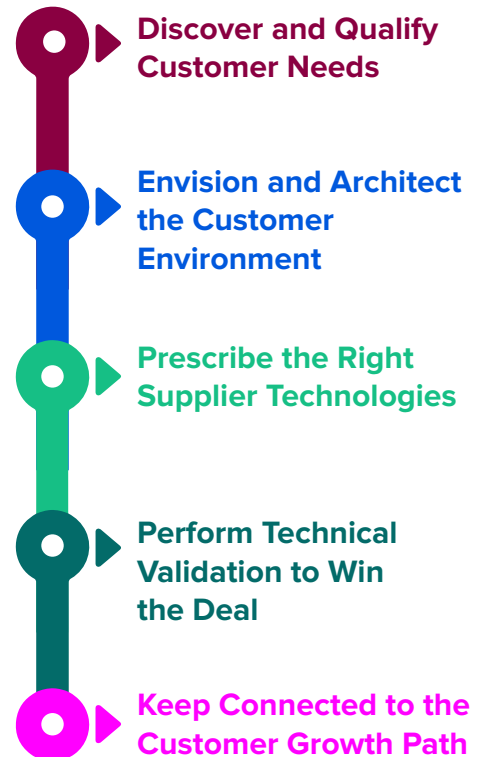 Discover and Qualify
Customer Needs
Envision and Architect
the Customer
Environment
Prescribe the Right
Supplier Technologies
Perform Technical
Validation to Win
the Deal
Keep Connected to the
Customer Growth Path